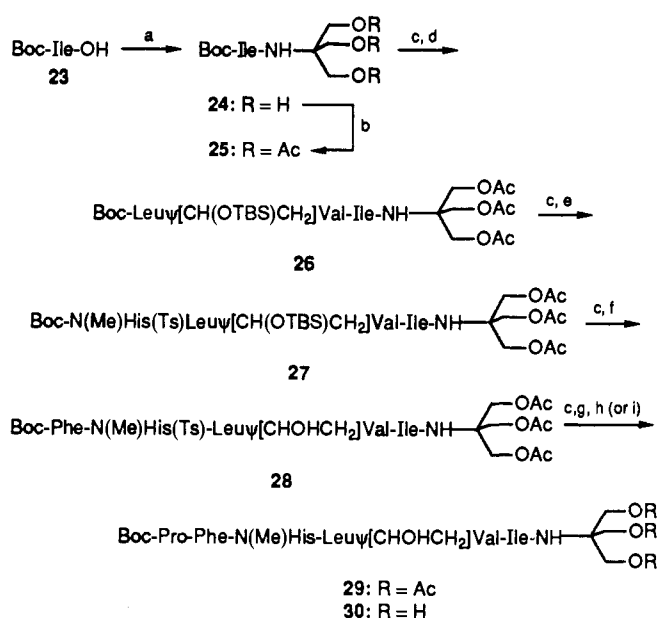 Boc-Ile-OH
23
a
Boc-Ile-NH
OR
OR
OR
c, d
24: R = H
b
25: R = Ac
Boc-Leuψ[CH(OTBS)CH₂]Val-Ile-NH
OAc
OAc
OAc
c, e
26
Boc-N(Me)His(Ts)Leuψ[CH(OTBS)CH₂]Val-Ile-NH
OAc
OAc
OAc
c, f
27
Boc-Phe-N(Me)His(Ts)-Leuψ[CHOHCH₂]Val-Ile-NH
OAc
OAc
OAc
c,g, h (or i)
28
Boc-Pro-Phe-N(Me)His-Leuψ[CHOHCH₂]Val-Ile-NH
OR
OR
OR
29: R = Ac
30: R = H